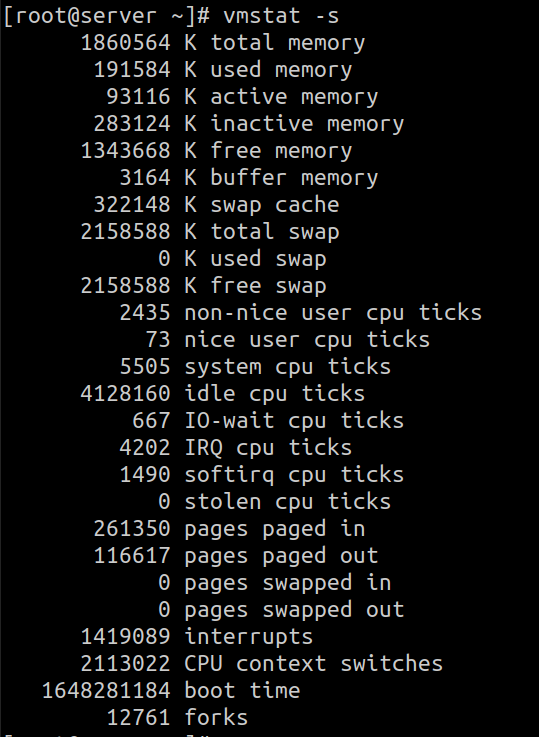 [root@server ~]# vmstat -s
1860564 K total memory
191584 K used memory
93116 K active memory
283124 K inactive memory
1343668 K free memory
3164 K buffer memory
322148 K swap cache
2158588 K total swap
0 K used swap
2158588 K free swap
2435 non-nice user cpu ticks
73 nice user cpu ticks
5505 system cpu ticks
4128160 idle cpu ticks
667 IO-wait cpu ticks
4202 IRQ cpu ticks
1490 softirq cpu ticks
0 stolen cpu ticks
261350 pages paged in
116617 pages paged out
0 pages swapped in
0 pages swapped out
1419089 interrupts
2113022 CPU context switches
1648281184 boot time
12761 forks